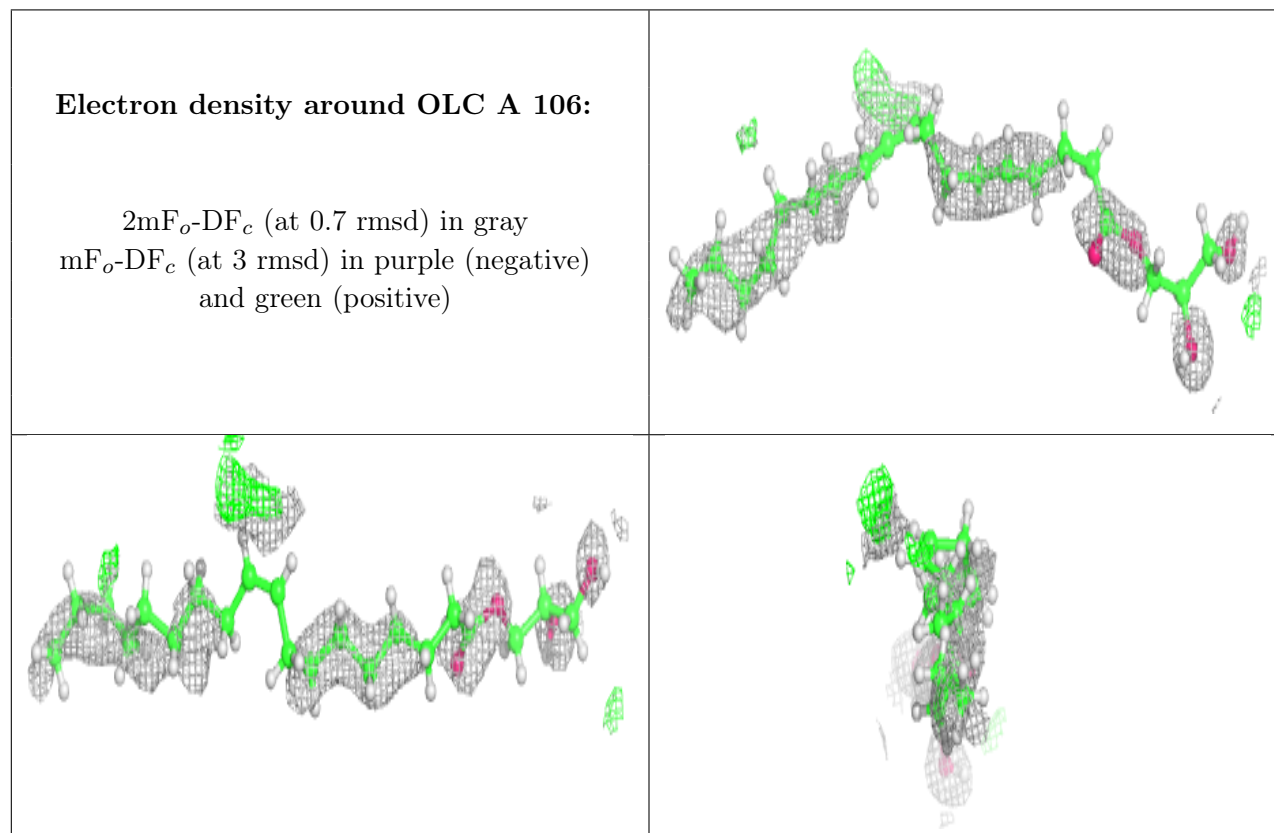 Electron density around OLC A 106:
2mFo-DFc (at 0.7 rmsd) in gray
mFo-DFc (at 3 rmsd) in purple (negative)
and green (positive)